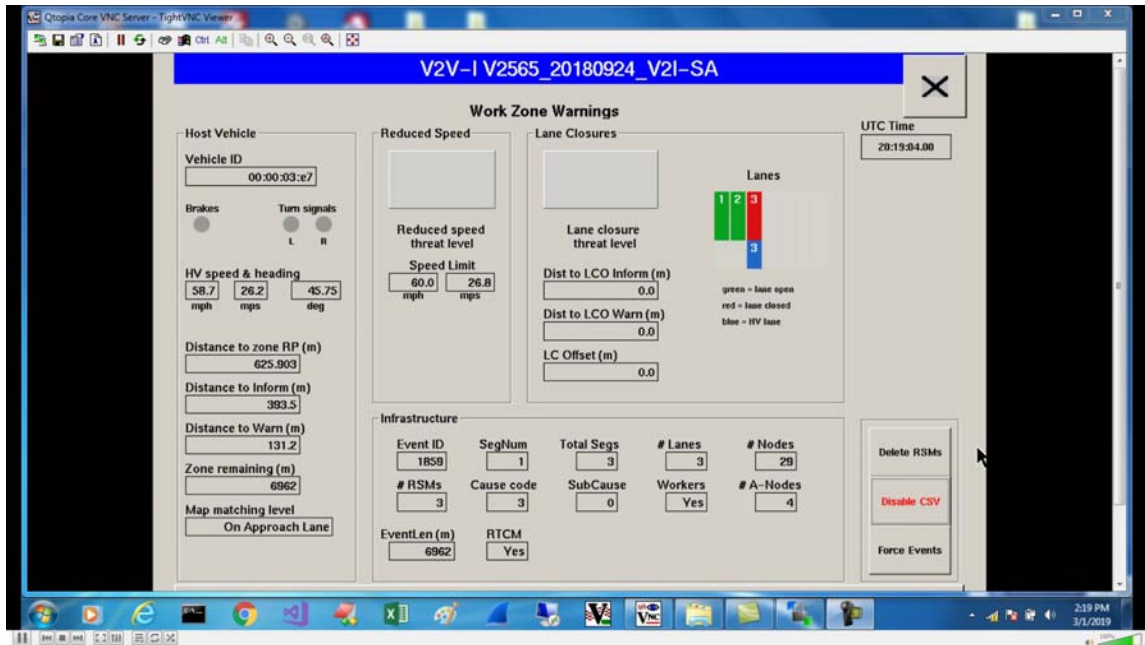 Qtopia Core VNC Server - TightVNC Viewer
Ctrl Alt
V2V-I V2565_20180924_V2I-SA
Work Zone Warnings
Host Vehicle
Vehicle ID
00:00:03:e7
Brakes
Turn signals
L R
HV speed & heading
58.7 26.2 45.75
mph mps deg
Distance to zone RP (m)
625.903
Distance to Inform (m)
393.5
Distance to Warn (m)
131.2
Zone remaining (m)
6962
Map matching level
On Approach Lane
Reduced Speed
Reduced speed
threat level
Speed Limit
60.0 26.8
mph mps
Lane Closures
Lane closure
threat level
Dist to LCO Inform (m)
0.0
Dist to LCO Warn (m)
0.0
LC Offset (m)
0.0
Lanes
1 2 3
3
green = lane open
red = lane closed
blue = HV lane
UTC Time
20:19:04.00
Infrastructure
Event ID SegNum Total Segs # Lanes # Nodes
1859 1 3 3 29
# RSMs Cause code SubCause Workers # A-Nodes
3 3 0 Yes 4
EventLen (m) RTCM
6962 Yes
Delete RSMs
Disable CSV
Force Events
2:19 PM
3/1/2019
100%